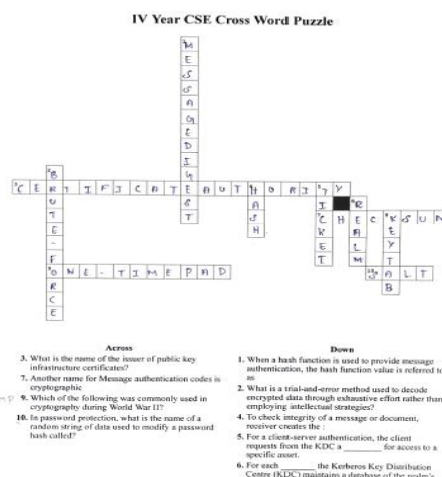 IV Year CSE Cross Word Puzzle
M
E
S
S
A
G
E
D
I
B G
C E R T I F I C A T E A U T H O R I T Y
U S A I R
T T S C H E C K S U M
E H K A E
- E L Y
F T M T
O N E - T I M E P A D S A L T
R B
C
E
Across
3. What is the name of the issuer of public key
infrastructure certificates?
7. Another name for Message authentication codes is
cryptographic
9. Which of the following was commonly used in
cryptography during World War II?
10. In password protection, what is the name of a
random string of data used to modify a password
hash called?
Down
1. When a hash function is used to provide message
authentication, the hash function value is referred to
as
2. What is a trial-and-error method used to decode
encrypted data through exhaustive effort rather than
employing intellectual strategies?
4. To check integrity of a message or document,
receiver creates the :
5. For a client-server authentication, the client
requests from the KDC a ________ for access to a
specific asset.
6. For each ________ the Kerberos Key Distribution
Centre (KDC) maintains a database of the realm's